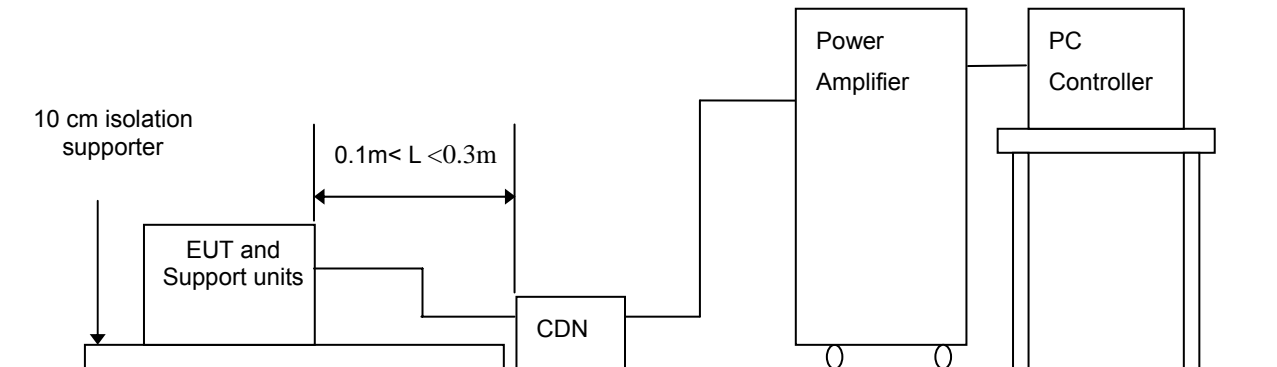 10 cm isolation
supporter
0.1m< L <0.3m
EUT and
Support units
CDN
Power
Amplifier
PC
Controller